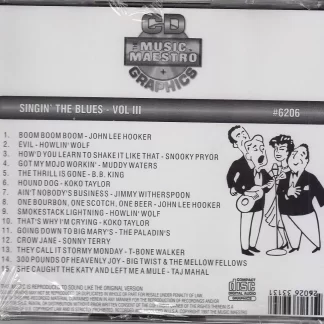 CD
THE MUSIC MAESTRO
GRAPHICS
SINGIN' THE BLUES - VOL III #6206
1. BOOM BOOM BOOM - JOHN LEE HOOKER
2. EVIL - HOWLIN' WOLF
3. HOW'D YOU LEARN TO SHAKE IT LIKE THAT - SNOOKY PRYOR
4. GOT MY MOJO WORKIN' - MUDDY WATERS
5. THE THRILL IS GONE - B.B. KING
6. HOUND DOG - KOKO TAYLOR
7. AIN'T NOBODY'S BUSINESS - JIMMY WITHERSPOON
8. ONE BOURBON, ONE SCOTCH, ONE BEER - JOHN LEE HOOKER
9. SMOKESTACK LIGHTNING - HOWLIN' WOLF
10. THAT'S WHY I'M CRYING - KOKO TAYLOR
11. GOING DOWN TO BIG MARY'S - THE PALADIN'S
12. CROW JANE - SONNY TERRY
13. THEY CALL IT STORMY MONDAY - T-BONE WALKER
14. 300 POUNDS OF HEAVENLY JOY - BIG TWIST & THE MELLOW FELLOWS
15. SHE CAUGHT THE KATY AND LEFT ME A MULE - TAJ MAHAL
COMPACT
disc
DIGITAL AUDIO
GRAPHICS